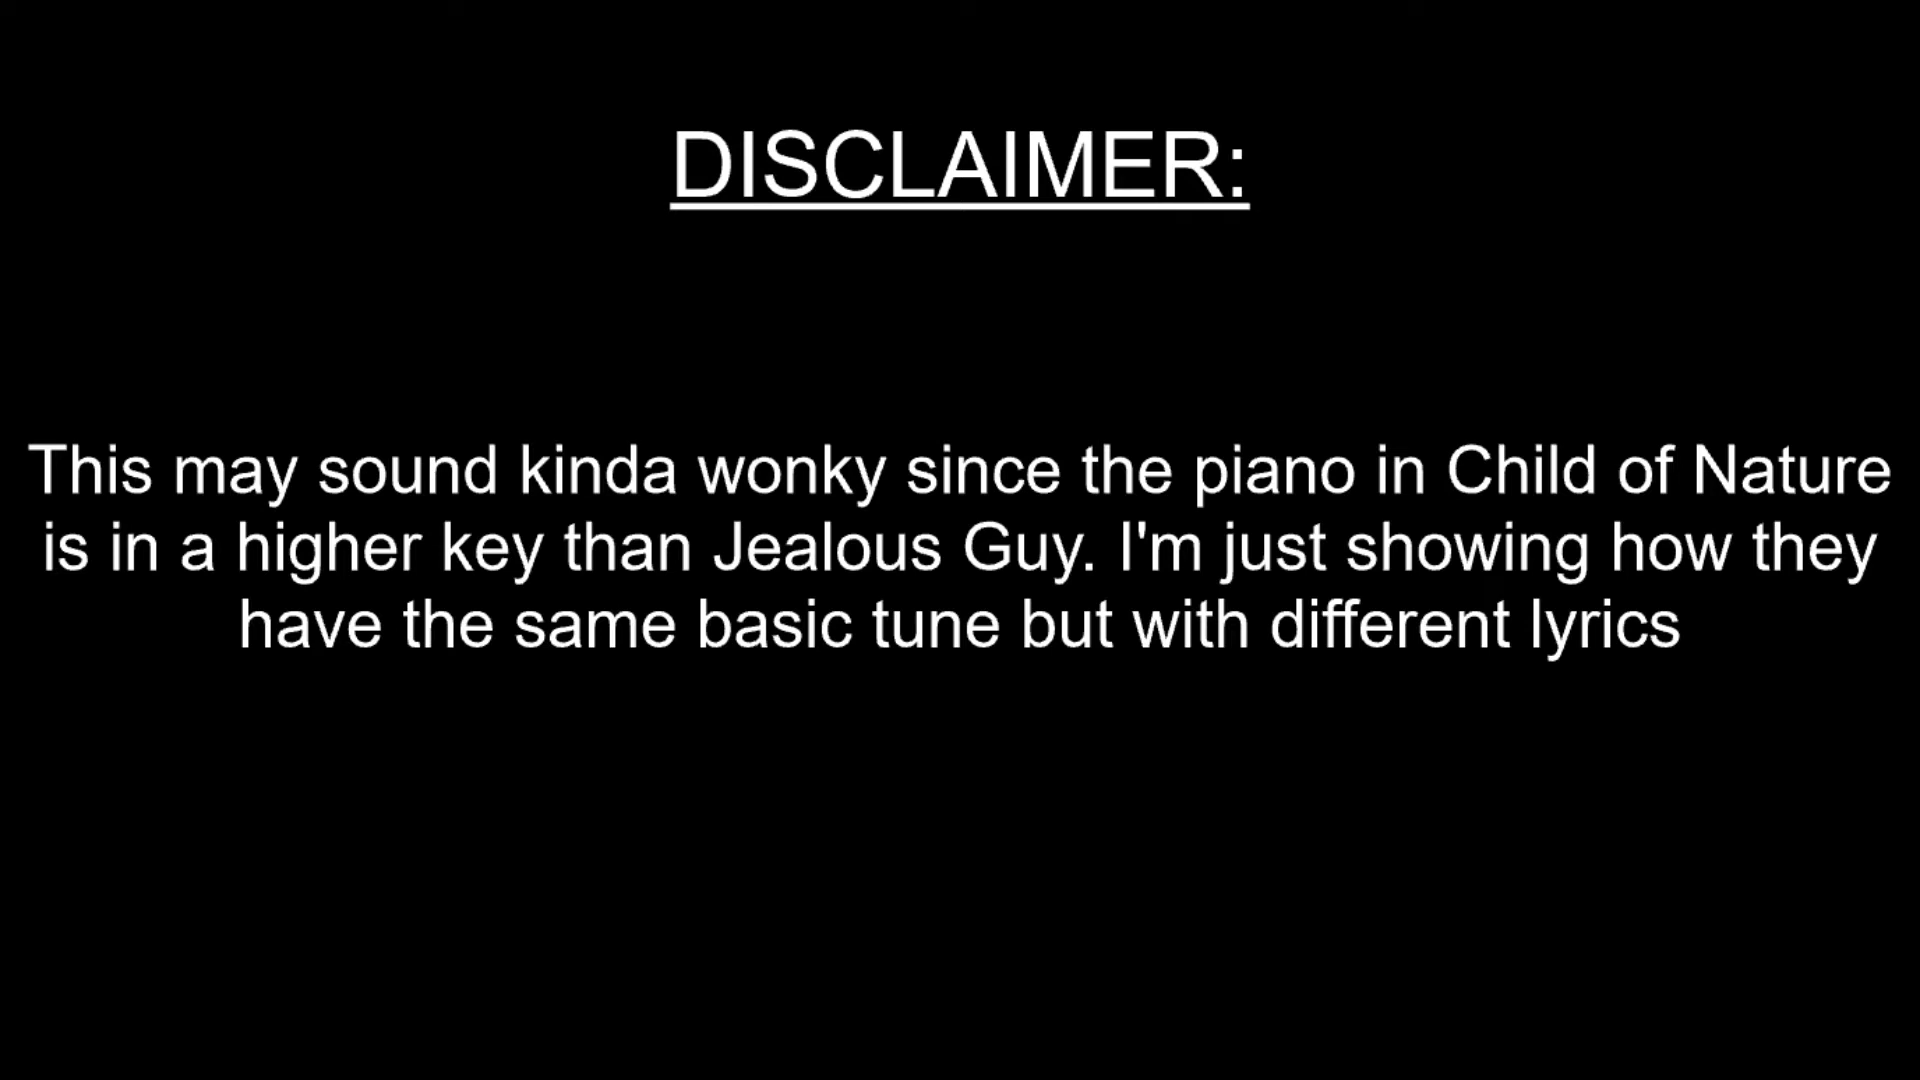 DISCLAIMER:
This may sound kinda wonky since the piano in Child of Nature
is in a higher key than Jealous Guy. I'm just showing how they
have the same basic tune but with different lyrics